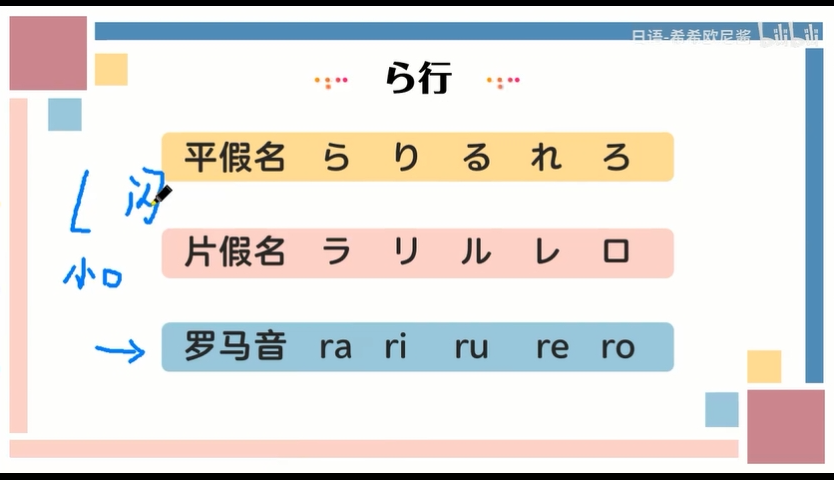 日语-希希欧尼酱 bilibili
ら行
平假名 ら り る れ ろ
L
片假名 ラ リ ル レ ロ
小口
→ 罗马音 ra ri ru re ro